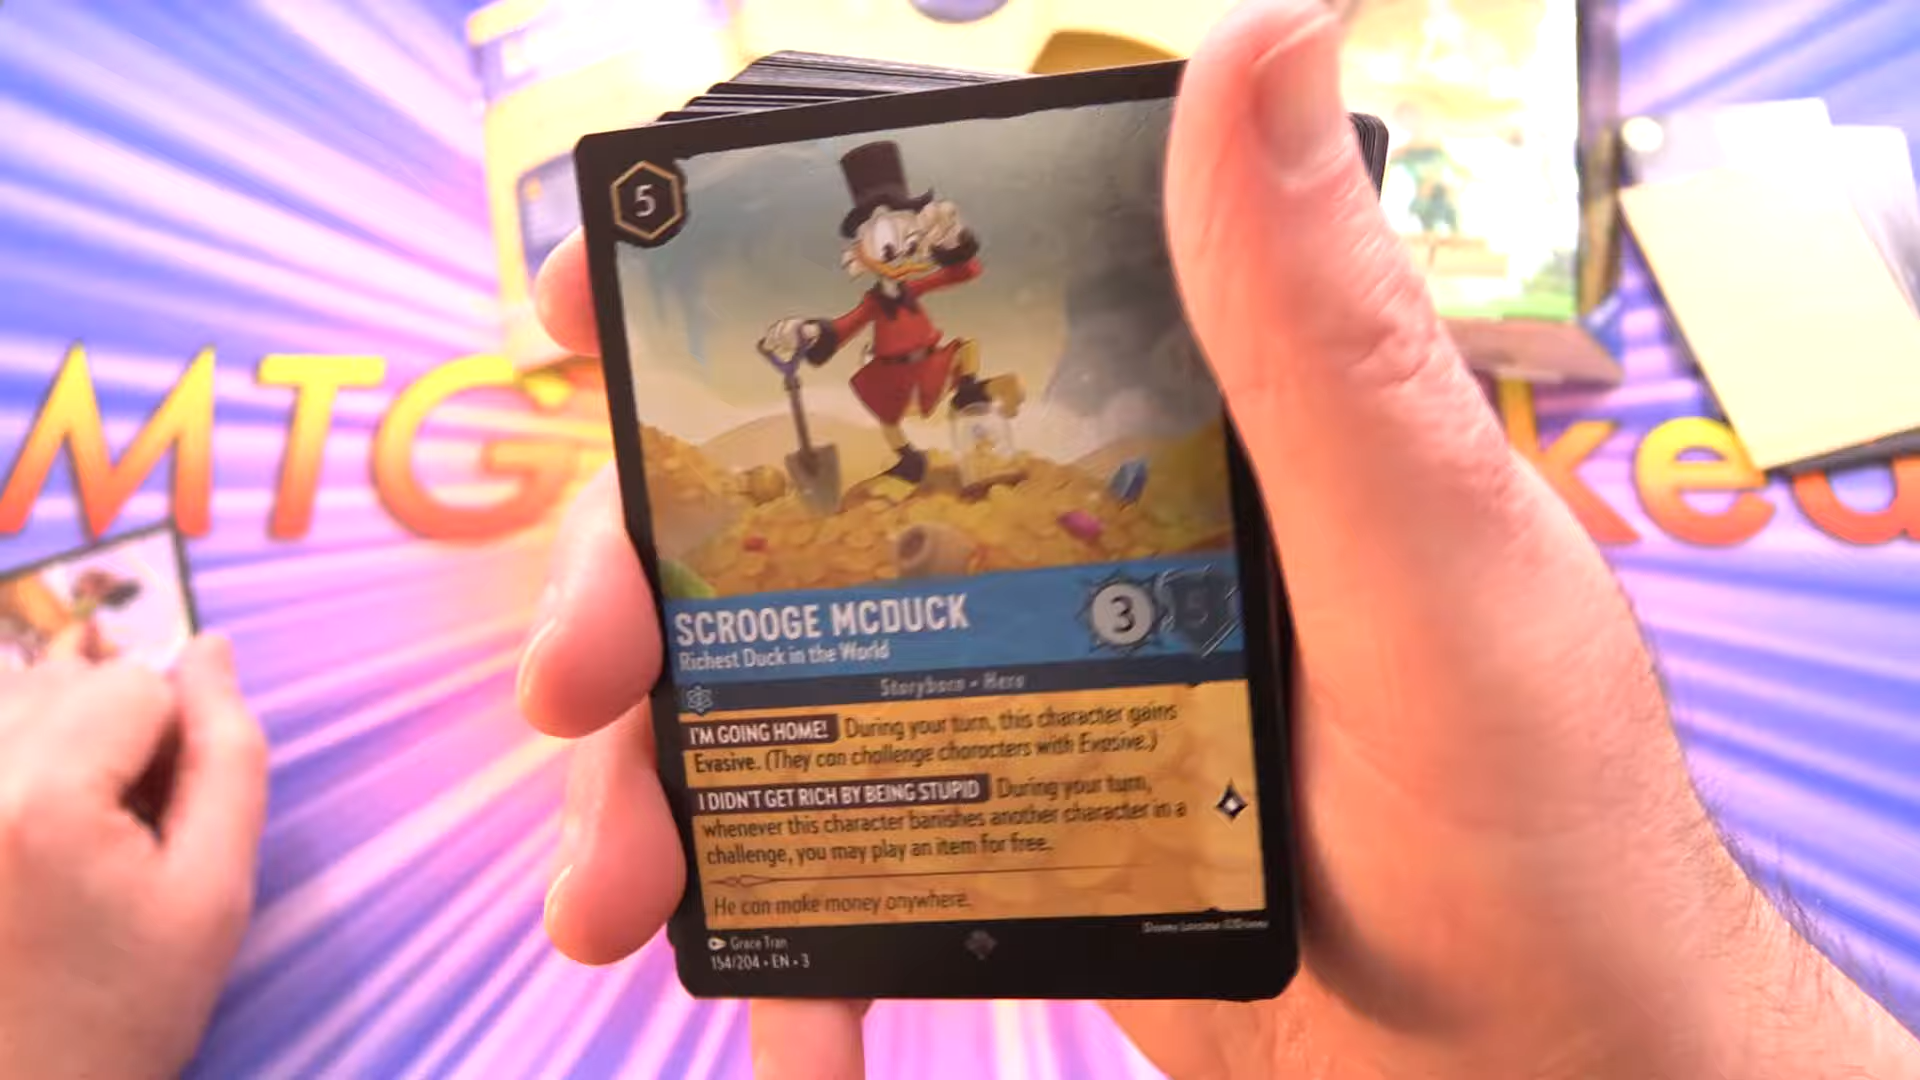 5
MTG
ked
SCROOGE MCDUCK
Richest Duck in the World
3
5
Storyborn • Hero
I'M GOING HOME! During your turn, this character gains
Evasive. (They can challenge characters with Evasive.)
I DIDN'T GET RICH BY BEING STUPID During your turn,
whenever this character banishes another character in a
challenge, you may play an item for free.
He can make money anywhere.
Grace Tran
154/204 • EN • 3